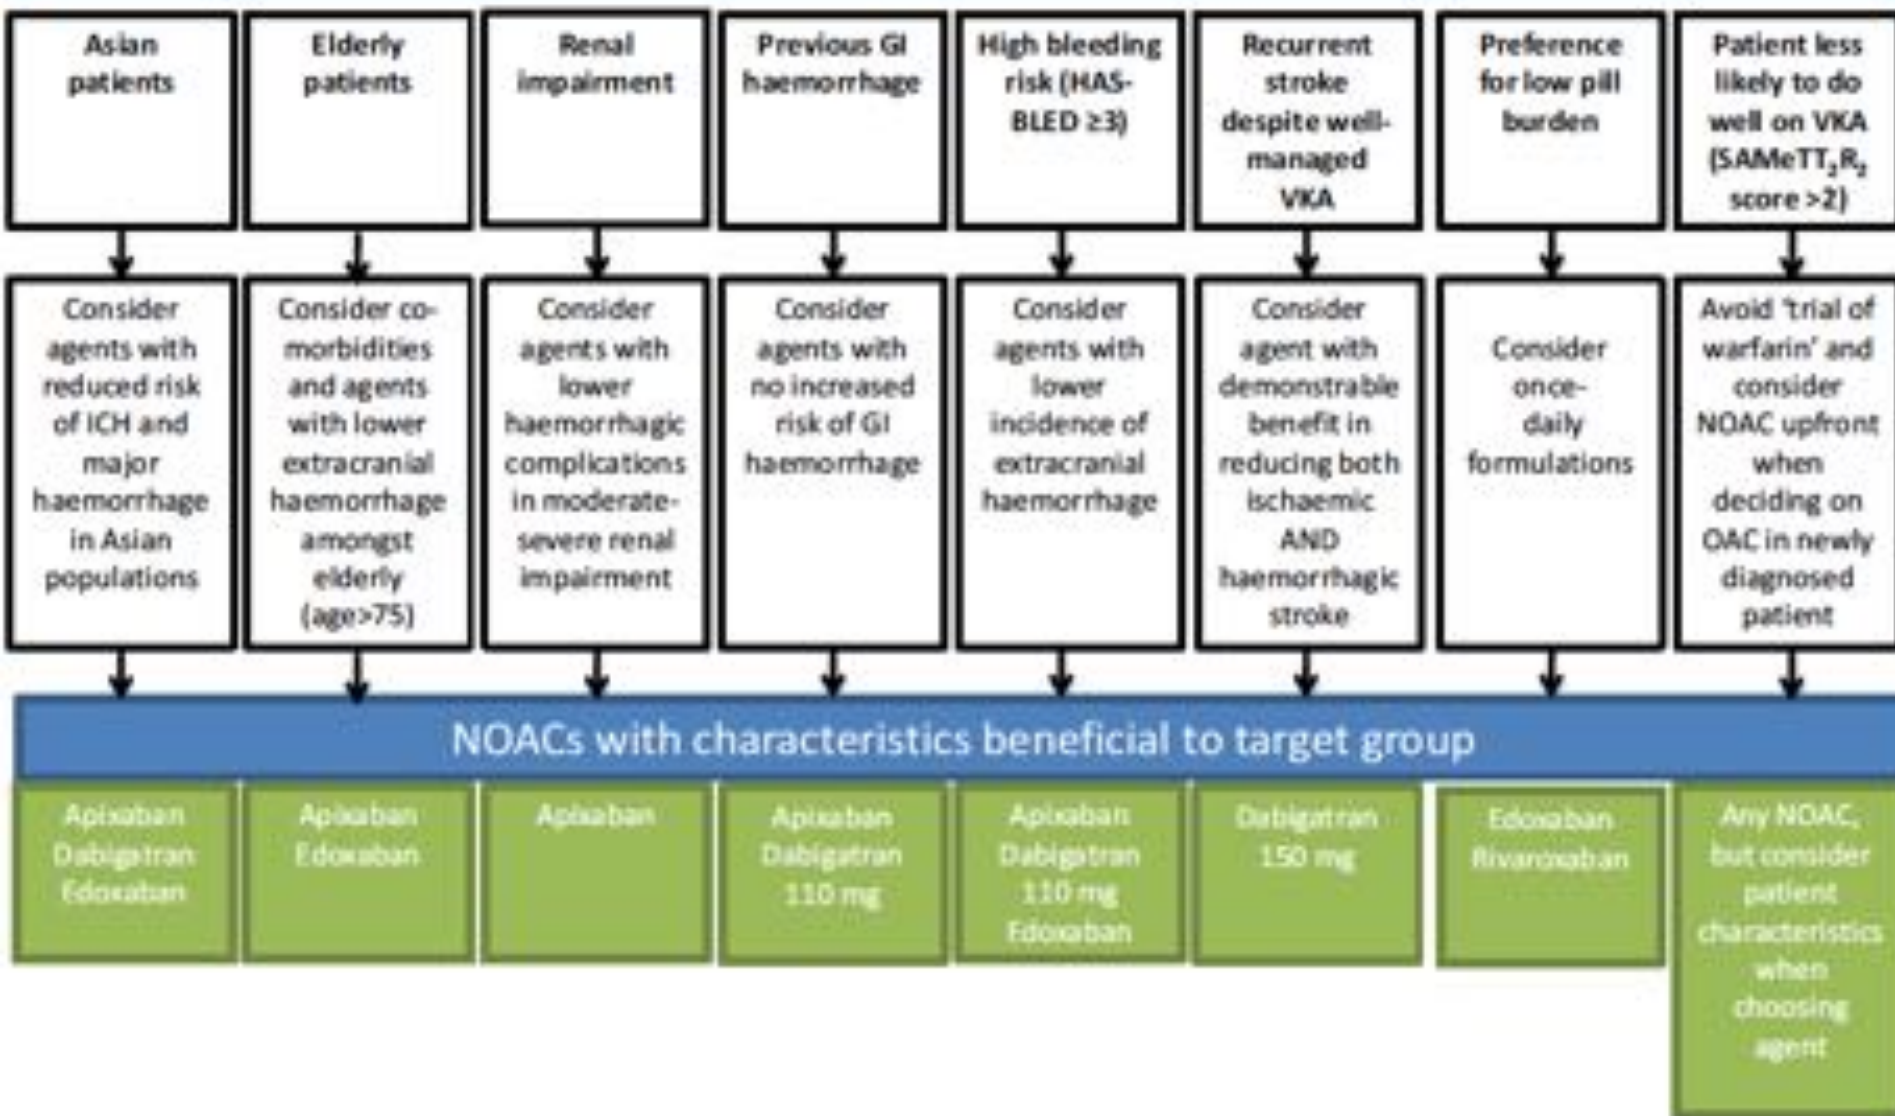 Asian
patients
Elderly
patients
Renal
impairment
Previous GI
haemorrhage
High bleeding
risk (HAS-
BLED ≥3)
Recurrent
stroke
despite well-
managed
VKA
Preference
for low pill
burden
Patient less
likely to do
well on VKA
(SAMeTT₂R₂
score >2)
Consider
agents with
reduced risk
of ICH and
major
haemorrhage
in Asian
populations
Consider co-
morbidities
and agents
with lower
extracranial
haemorrhage
amongst
elderly
(age>75)
Consider
agents with
lower
haemorrhagic
complications
in moderate-
severe renal
impairment
Consider
agents with
no increased
risk of GI
haemorrhage
Consider
agents with
lower
incidence of
extracranial
haemorrhage
Consider
agent with
demonstrable
benefit in
reducing both
ischaemic
AND
haemorrhagic
stroke
Consider
once-
daily
formulations
Avoid 'trial of
warfarin' and
consider
NOAC upfront
when
deciding on
OAC in newly
diagnosed
patient
NOACs with characteristics beneficial to target group
Apixaban
Dabigatran
Edoxaban
Apixaban
Edoxaban
Apixaban
Apixaban
Dabigatran
110 mg
Apixaban
Dabigatran
110 mg
Edoxaban
Dabigatran
150 mg
Edoxaban
Rivaroxaban
Any NOAC,
but consider
patient
characteristics
when
choosing
agent